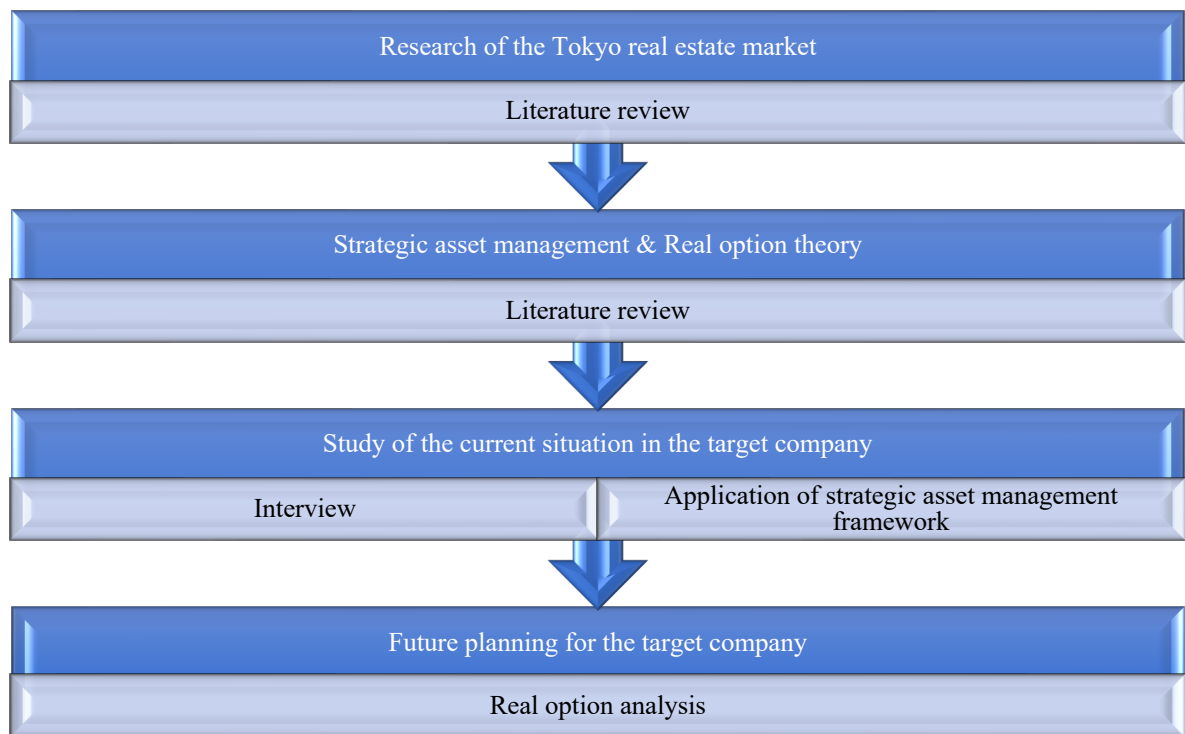 Research of the Tokyo real estate market
Literature review
Strategic asset management & Real option theory
Literature review
Study of the current situation in the target company
Interview
Application of strategic asset management
framework
Future planning for the target company
Real option analysis